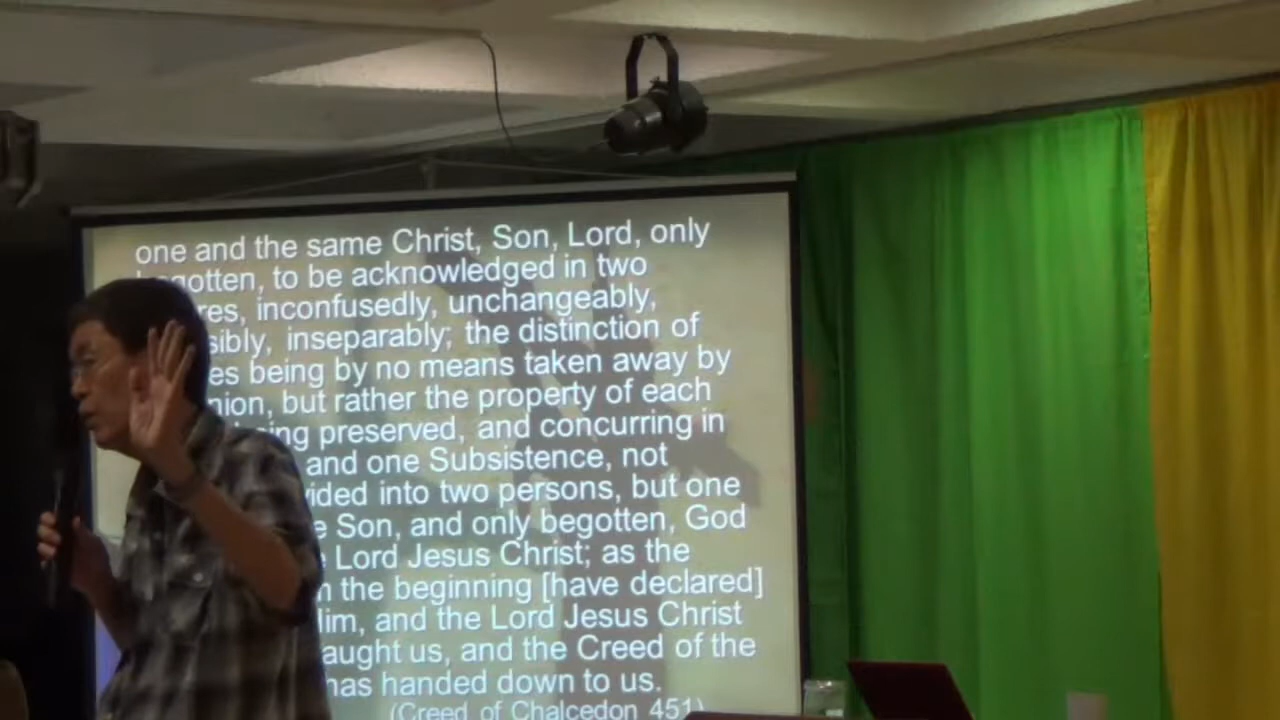 one and the same Christ, Son, Lord, only
gotten, to be acknowledged in two
res, inconfusedly, unchangeably,
sibly, inseparably; the distinction of
es being by no means taken away by
nion, but rather the property of each
being preserved, and concurring in
and one Subsistence, not
vided into two persons, but one
e Son, and only begotten, God
Lord Jesus Christ; as the
the beginning [have declared]
Him, and the Lord Jesus Christ
aught us, and the Creed of the
has handed down to us.
(Creed of Chalcedon 451)